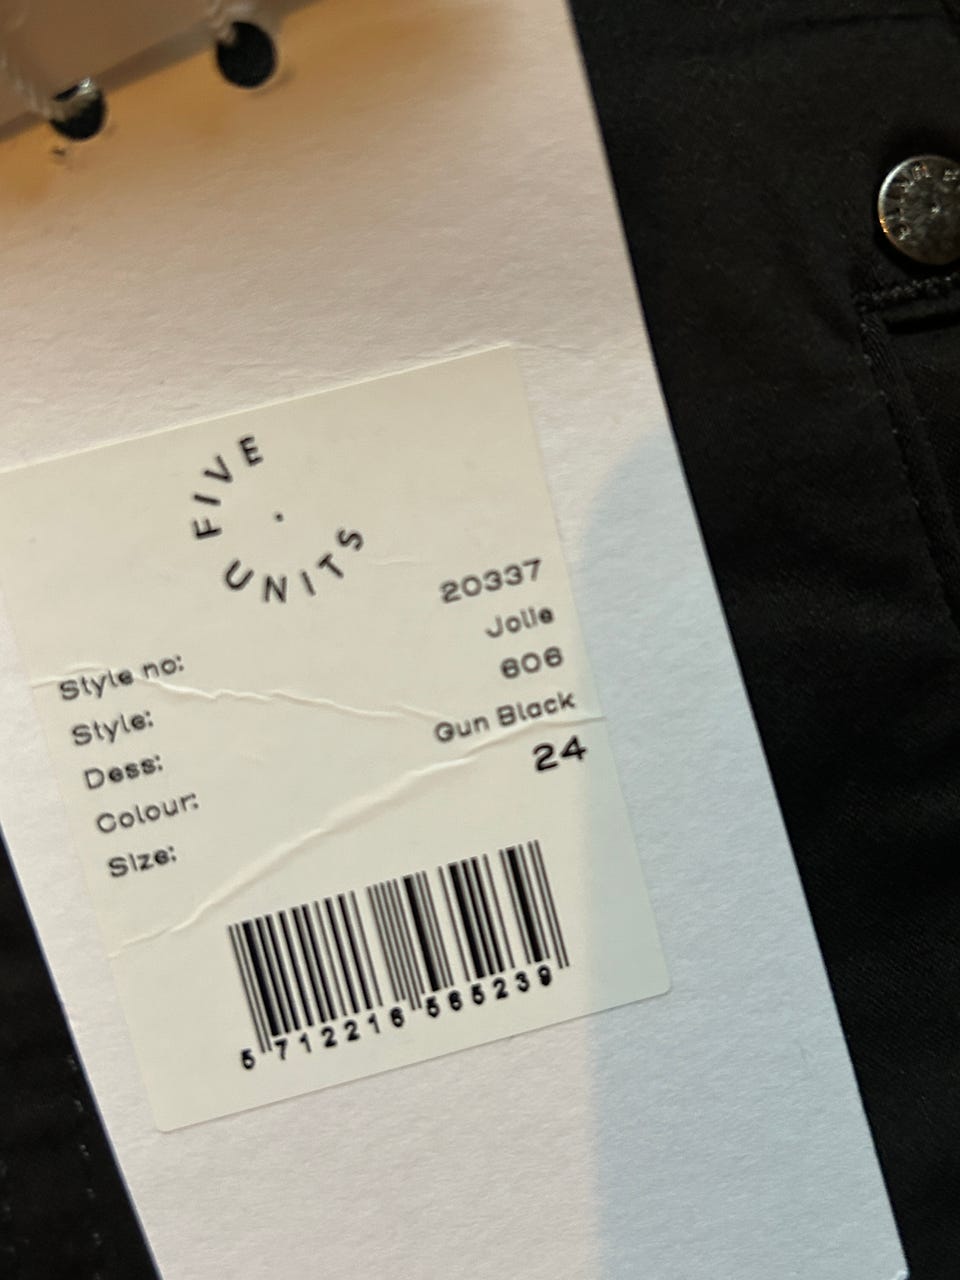 FIVE
UNITS
Style no: 20337
Style: Jolie
Dess: 606
Colour: Gun Black
Size: 24
5 712216 565239